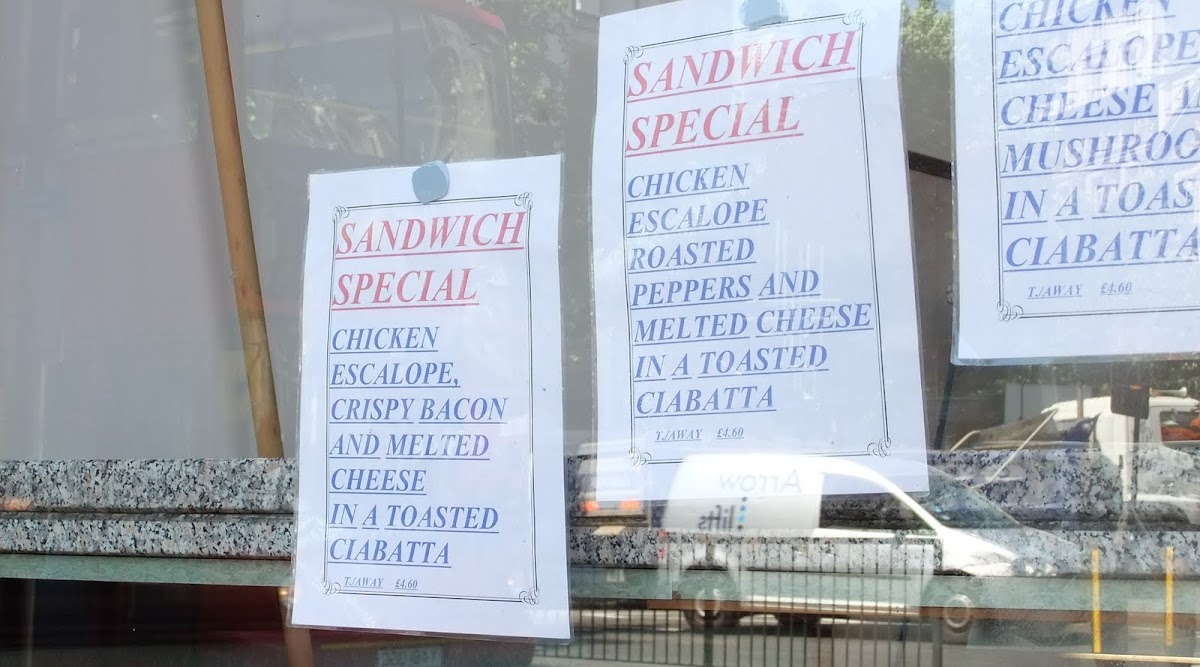 SANDWICH
SPECIAL
CHICKEN
ESCALOPE,
CRISPY BACON
AND MELTED
CHEESE
IN A TOASTED
CIABATTA
T/AWAY £4.60
SANDWICH
SPECIAL
CHICKEN
ESCALOPE
ROASTED
PEPPERS AND
MELTED CHEESE
IN A TOASTED
CIABATTA
T/AWAY £4.60
CHICKEN
ESCALOPE
CHEESE
IN A
CIABATTA
T/AWAY £4.60
Arrow
lifts